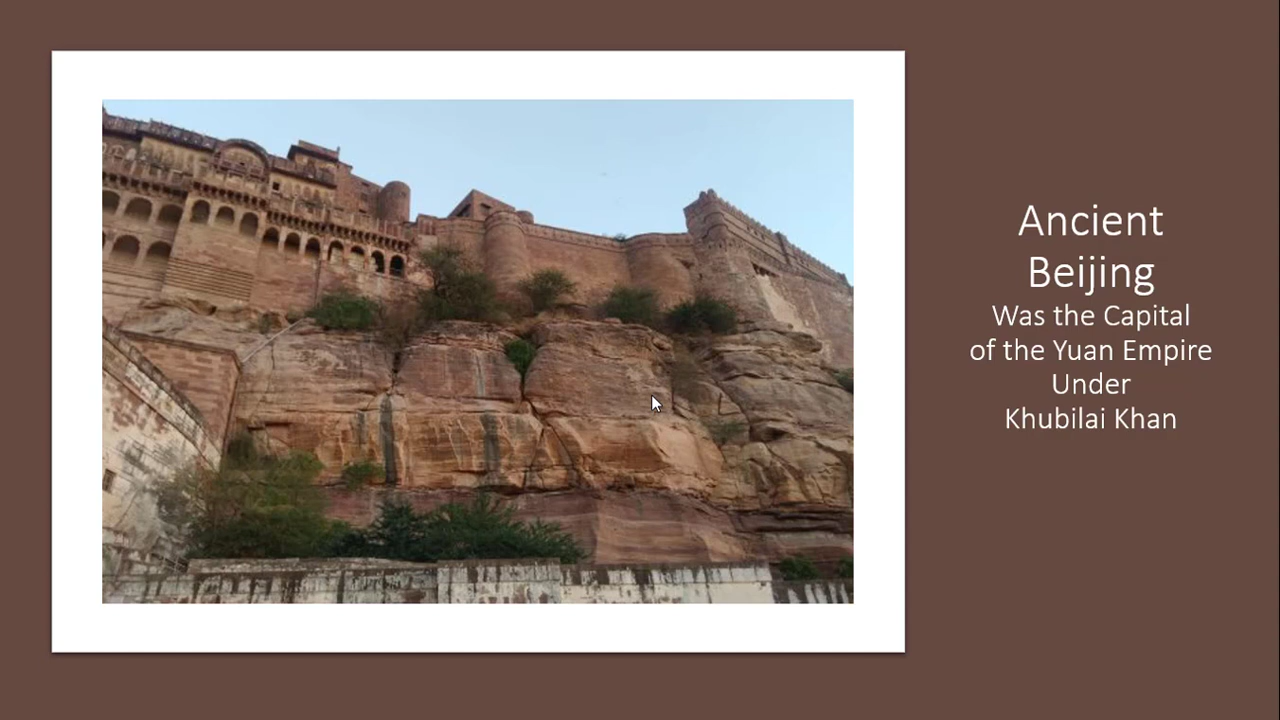 Ancient
Beijing
Was the Capital
of the Yuan Empire
Under
Khubilai Khan